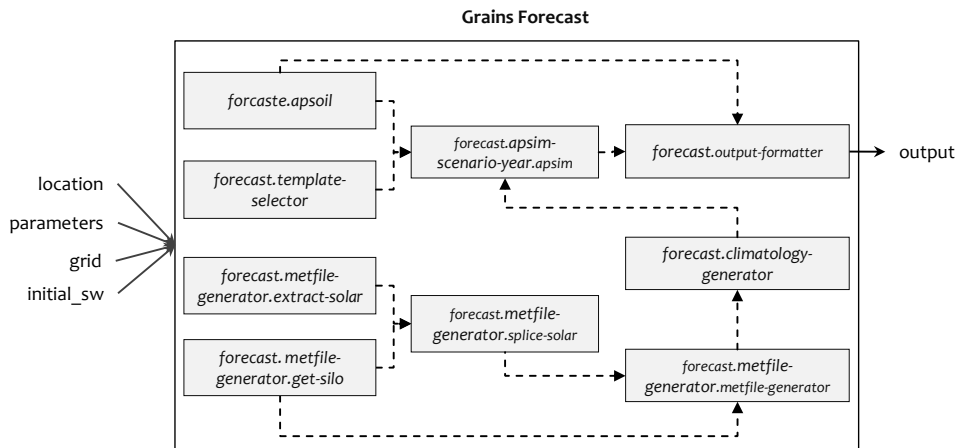 Grains Forecast
forcaste.apsoil
forecast.apsim-
scenario-year.apsim
forecast.output-formatter
output
forecast.template-
selector
location
parameters
grid
initial_sw
forecast.climatology-
generator
forecast.metfile-
generator.extract-solar
forecast.metfile-
generator.splice-solar
forecast. metfile-
generator.get-silo
forecast.metfile-
generator.metfile-generator